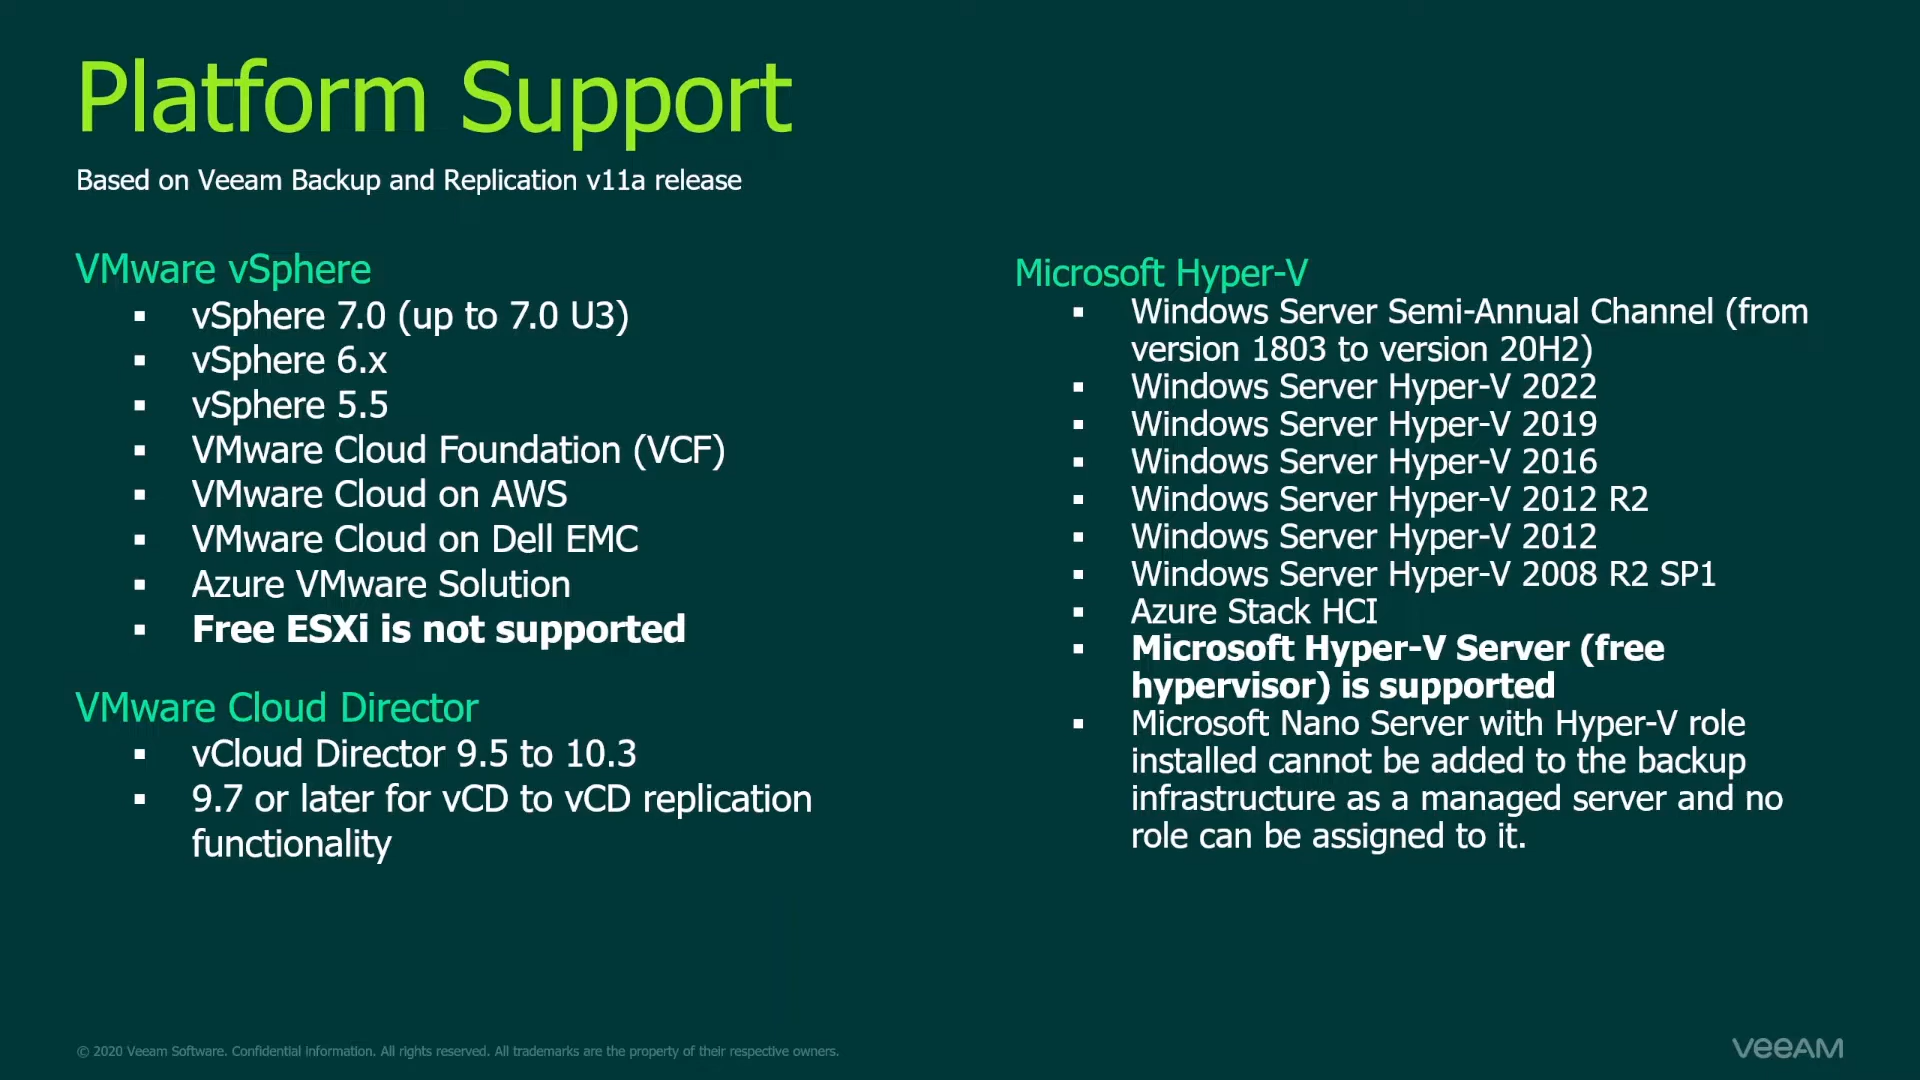 Platform Support
Based on Veeam Backup and Replication v11a release
VMware vSphere
▪ vSphere 7.0 (up to 7.0 U3)
▪ vSphere 6.x
▪ vSphere 5.5
▪ VMware Cloud Foundation (VCF)
▪ VMware Cloud on AWS
▪ VMware Cloud on Dell EMC
▪ Azure VMware Solution
▪ Free ESXi is not supported
VMware Cloud Director
▪ vCloud Director 9.5 to 10.3
▪ 9.7 or later for vCD to vCD replication
functionality
Microsoft Hyper-V
▪ Windows Server Semi-Annual Channel (from
version 1803 to version 20H2)
▪ Windows Server Hyper-V 2022
▪ Windows Server Hyper-V 2019
▪ Windows Server Hyper-V 2016
▪ Windows Server Hyper-V 2012 R2
▪ Windows Server Hyper-V 2012
▪ Windows Server Hyper-V 2008 R2 SP1
▪ Azure Stack HCI
▪ Microsoft Hyper-V Server (free
hypervisor) is supported
▪ Microsoft Nano Server with Hyper-V role
installed cannot be added to the backup
infrastructure as a managed server and no
role can be assigned to it.
© 2020 Veeam Software. Confidential information. All rights reserved. All trademarks are the property of their respective owners.
veeAM